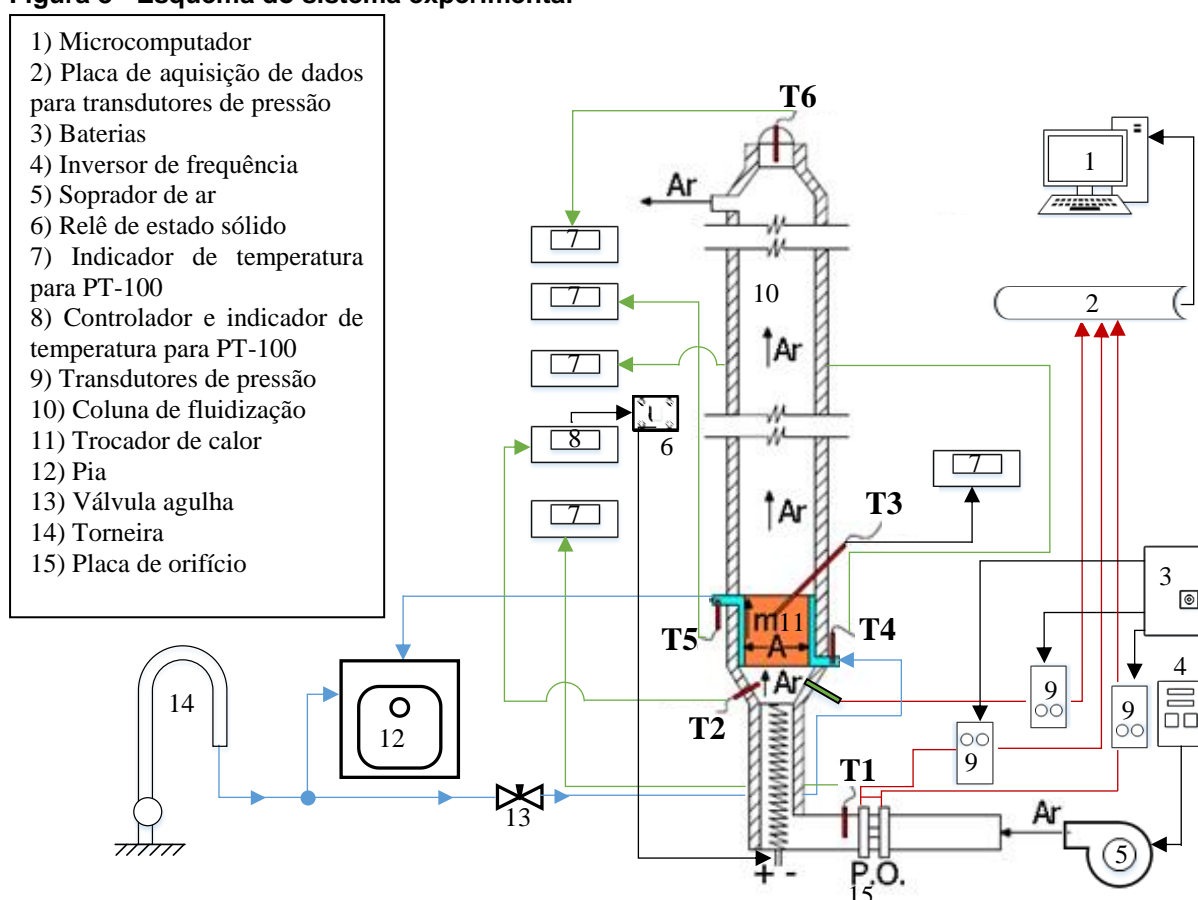 Figura 3 - Esquema do sistema experimental
1) Microcomputador
2) Placa de aquisição de dados
para transdutores de pressão
3) Baterias
4) Inversor de frequência
5) Soprador de ar
6) Relê de estado sólido
7) Indicador de temperatura
para PT-100
8) Controlador e indicador de
temperatura para PT-100
9) Transdutores de pressão
10) Coluna de fluidização
11) Trocador de calor
12) Pia
13) Válvula agulha
14) Torneira
15) Placa de orifício
T6
1
Ar
7
7
10
2
7
Ar
8
6
7
7
Ar
T3
3
m 11
T5
A
T4
4
14
12
Ar
T2
9
9
9
T1
13
Ar
5
+ -
P.O.
15